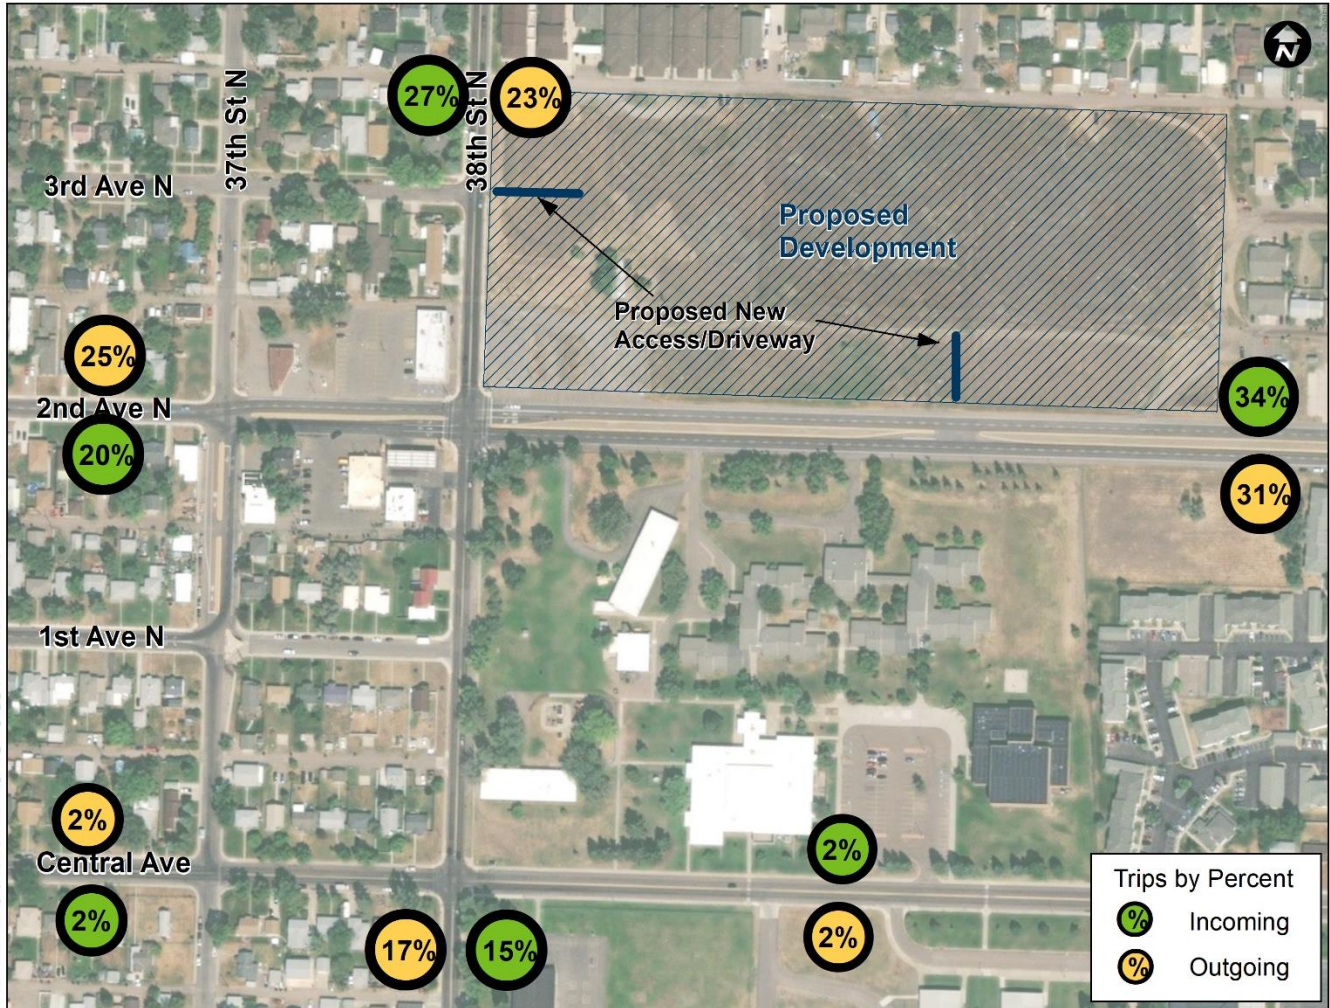 N
27%
23%
37th St N
38th St N
3rd Ave N
Proposed
Development
Proposed New
Access/Driveway
25%
2nd Ave N
20%
34%
31%
1st Ave N
2%
Central Ave
2%
2%
2%
17%
15%
Trips by Percent
% Incoming
% Outgoing